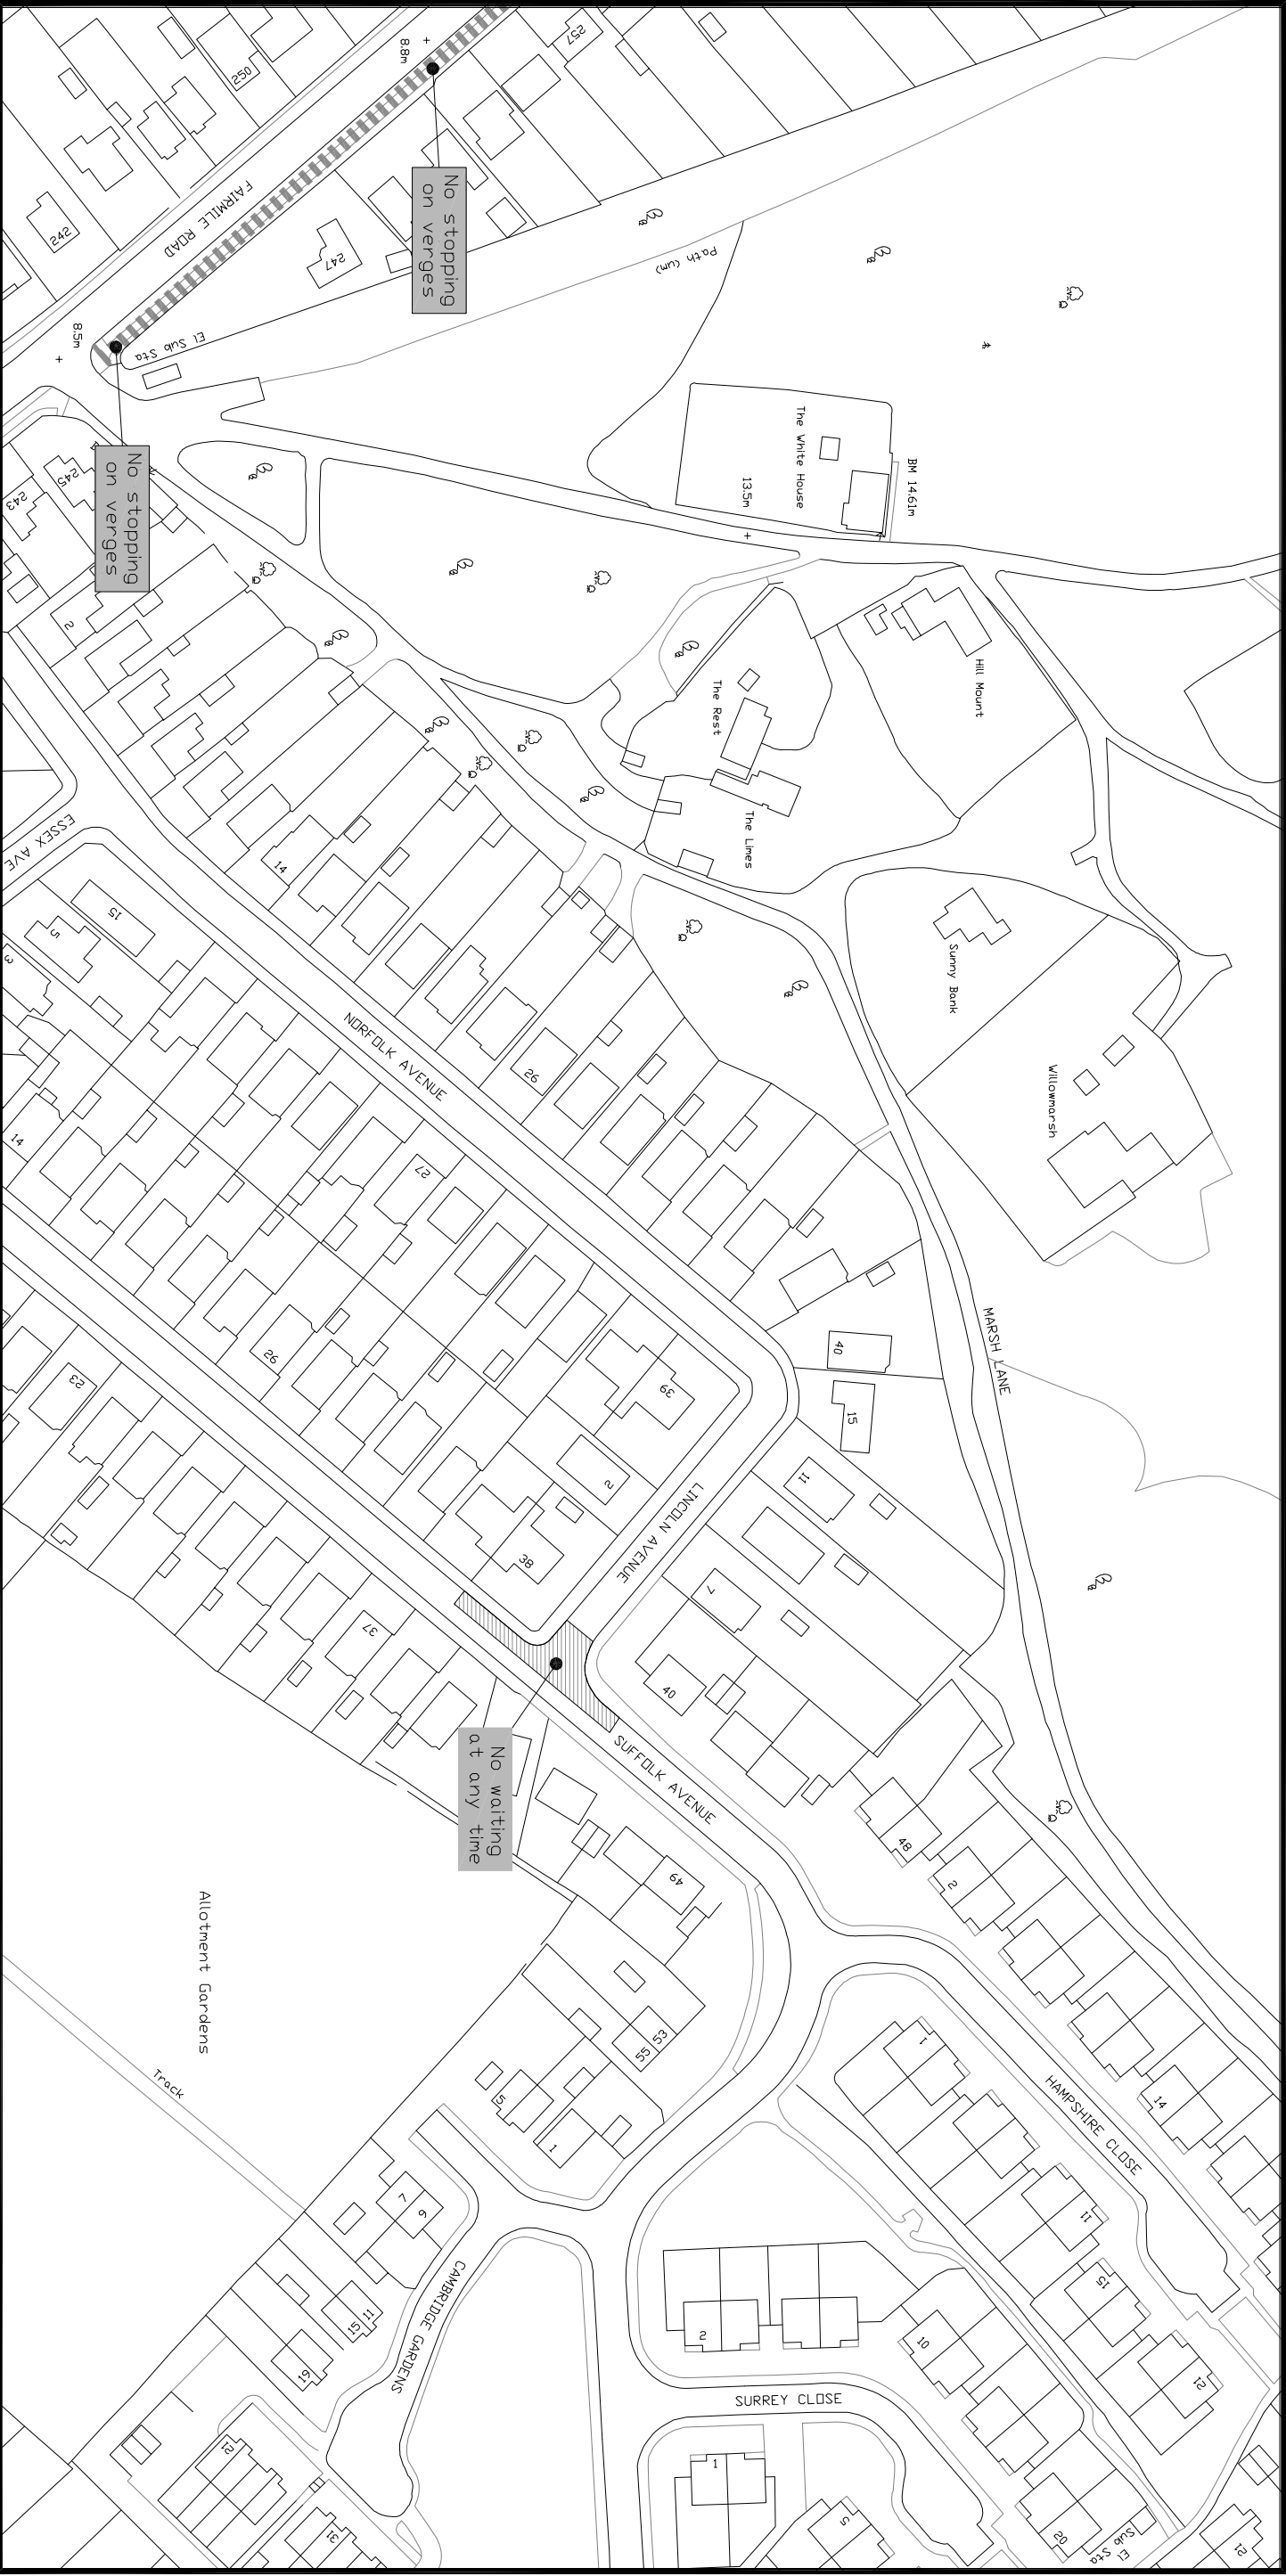 257
250
8.8m
242
FAIRMILE ROAD
No stopping
on verges
247
Path (um)
8.5m
El Sub Sta
The White House
BM 14.61m
13.5m
245
243
No stopping
on verges
2
Hill Mount
The Rest
The Limes
ESSEX AVE
14
15
5
3
Sunny Bank
NORFOLK AVENUE
26
Willowmarsh
14
27
MARSH LANE
26
23
40
39
15
2
11
LINCOLN AVENUE
38
7
37
40
No waiting
at any time
SUFFOLK AVENUE
48
2
49
Allotment Gardens
Track
53
55
5
1
1
HAMPSHIRE CLOSE
14
11
7
9
15
CAMBRIDGE GARDENS
11
15
19
2
10
21
SURREY CLOSE
21
31
1
5
20
El
Sub Sta
21